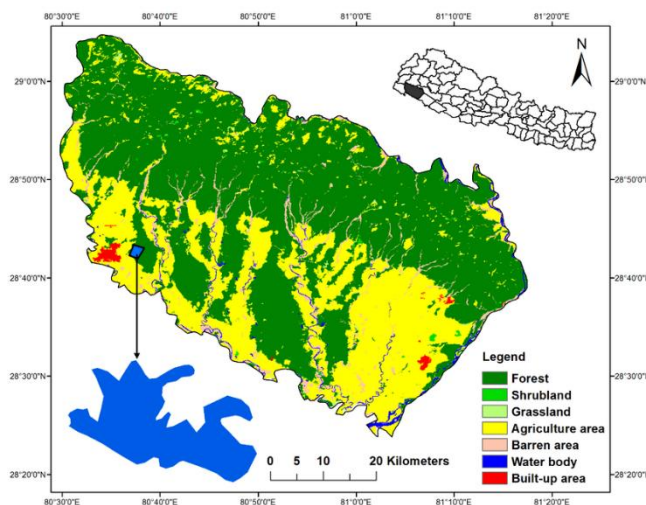 80°30'0"E 80°40'0"E 80°50'0"E 81°0'0"E 81°10'0"E 81°20'0"E
N
29°0'0"N 29°0'0"N
28°50'0"N 28°50'0"N
28°40'0"N 28°40'0"N
28°30'0"N 28°30'0"N
28°20'0"N 28°20'0"N
Legend
Forest
Shrubland
Grassland
Agriculture area
Barren area
Water body
Built-up area
0 5 10 20 Kilometers
80°30'0"E 80°40'0"E 80°50'0"E 81°0'0"E 81°10'0"E 81°20'0"E